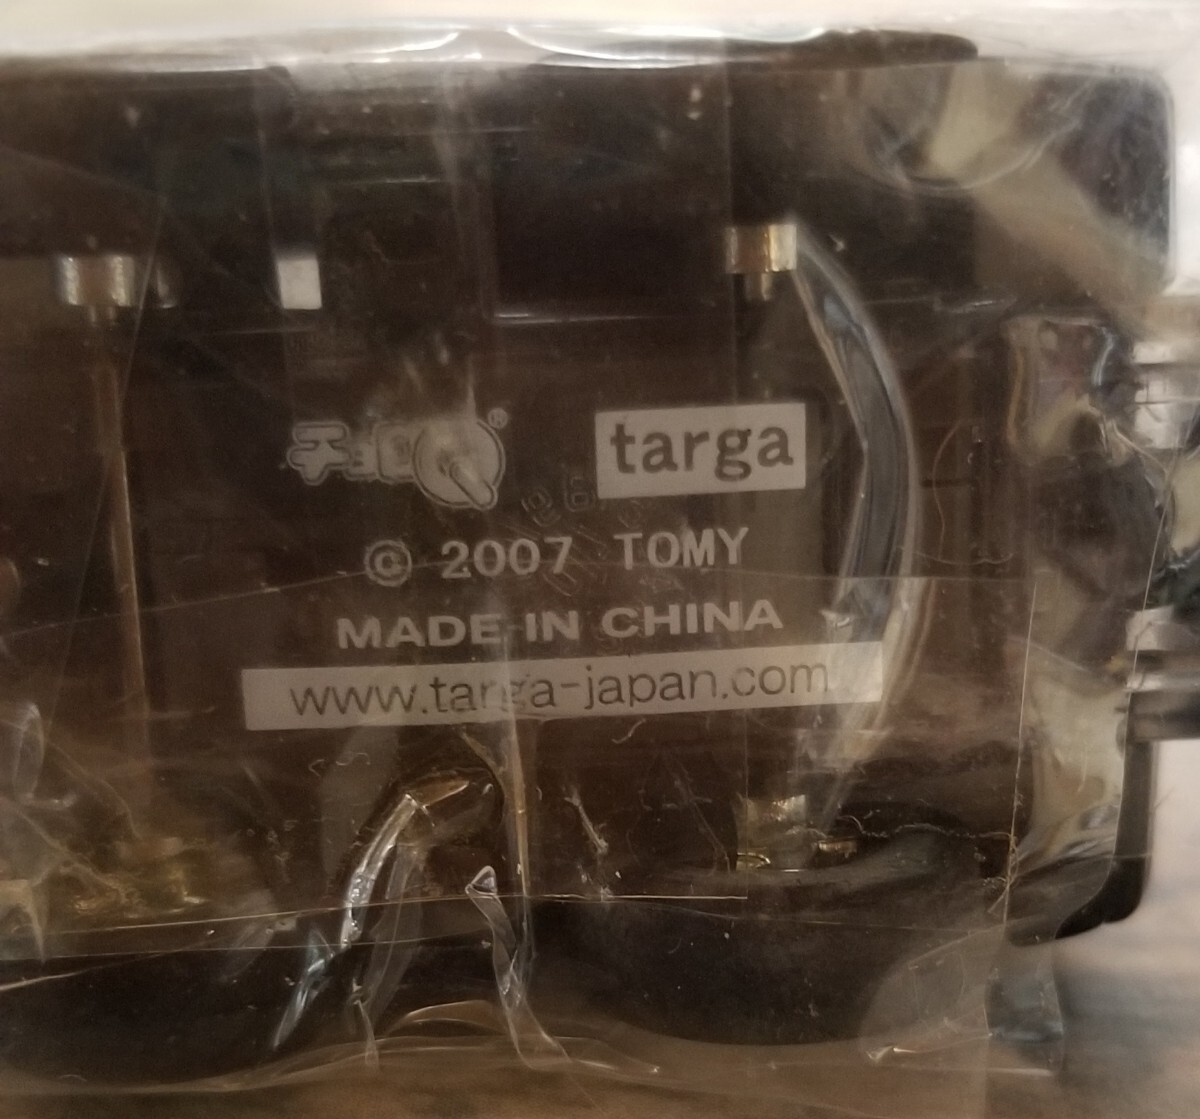 チョロQ® targa
© 2007 TOMY
MADE IN CHINA
www.targa-japan.com